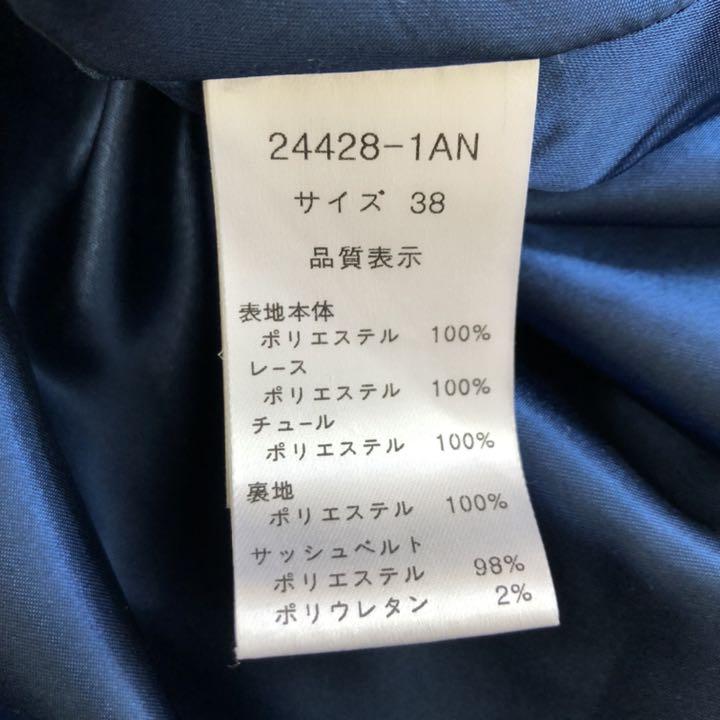 24428-1AN
サイズ 38
品質表示
表地本体
ポリエステル 100%
レース
ポリエステル 100%
チュール
ポリエステル 100%
裏地
ポリエステル 100%
サッシュベルト
ポリエステル 98%
ポリウレタン 2%